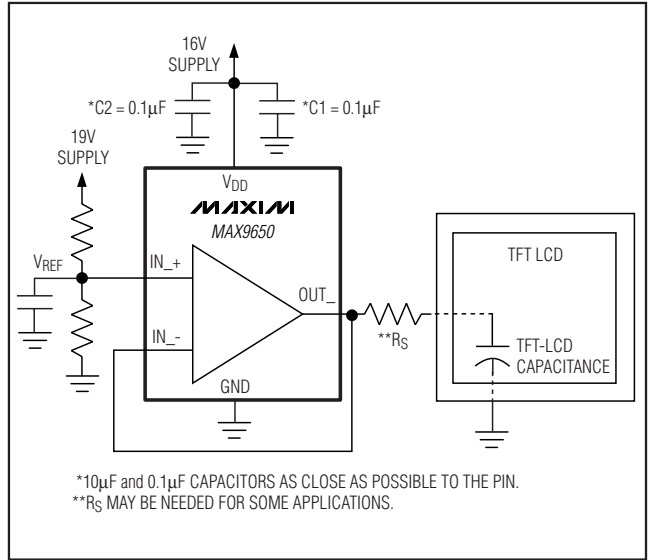 16V
SUPPLY
*C2 = 0.1µF
*C1 = 0.1µF
19V
SUPPLY
VDD
MAXIM
MAX9650
VREF
IN_+
OUT_
IN_-
GND
**RS
TFT LCD
TFT-LCD
CAPACITANCE
*10µF and 0.1µF CAPACITORS AS CLOSE AS POSSIBLE TO THE PIN.
**RS MAY BE NEEDED FOR SOME APPLICATIONS.